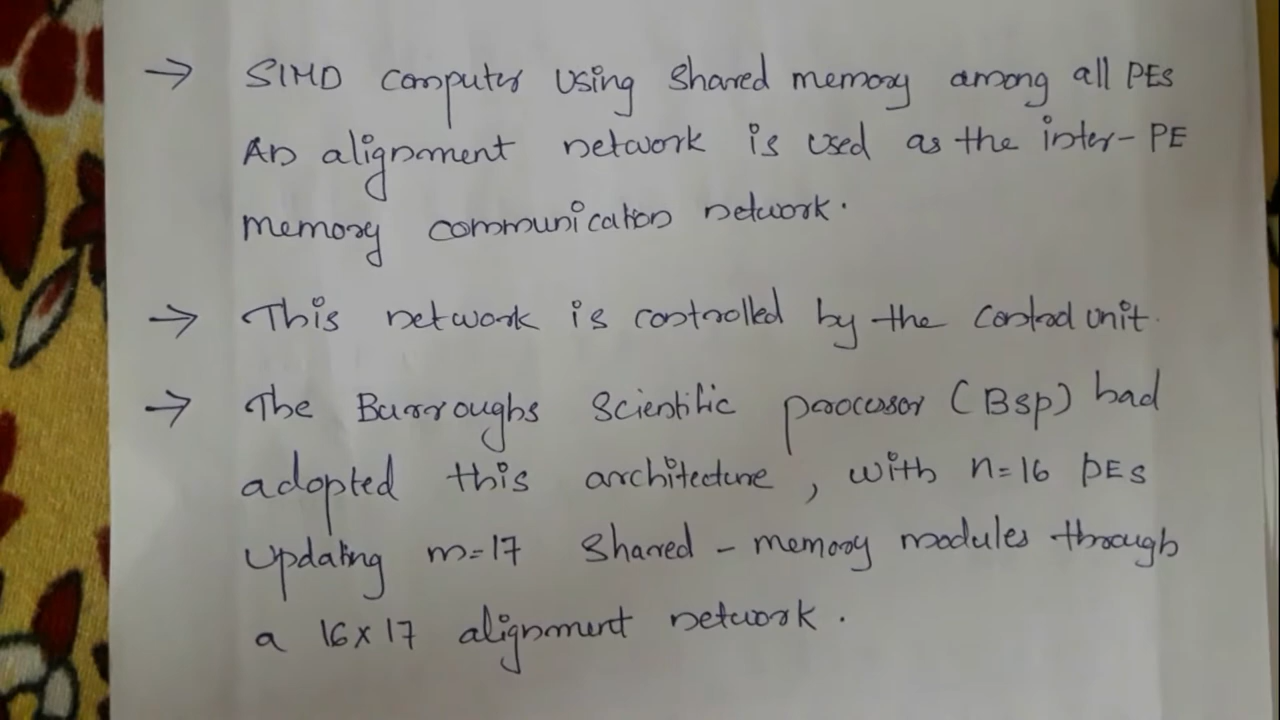 → SIMD Computer Using Shared memory among all PEs
An alignment network is used as the inter-PE
memory communication network.
→ This network is controlled by the control unit.
→ The Burroughs Scientific processor (BSp) had
adopted this architecture, with n=16 PEs
Updating m=17 Shared-memory modules through
a 16x17 alignment network.